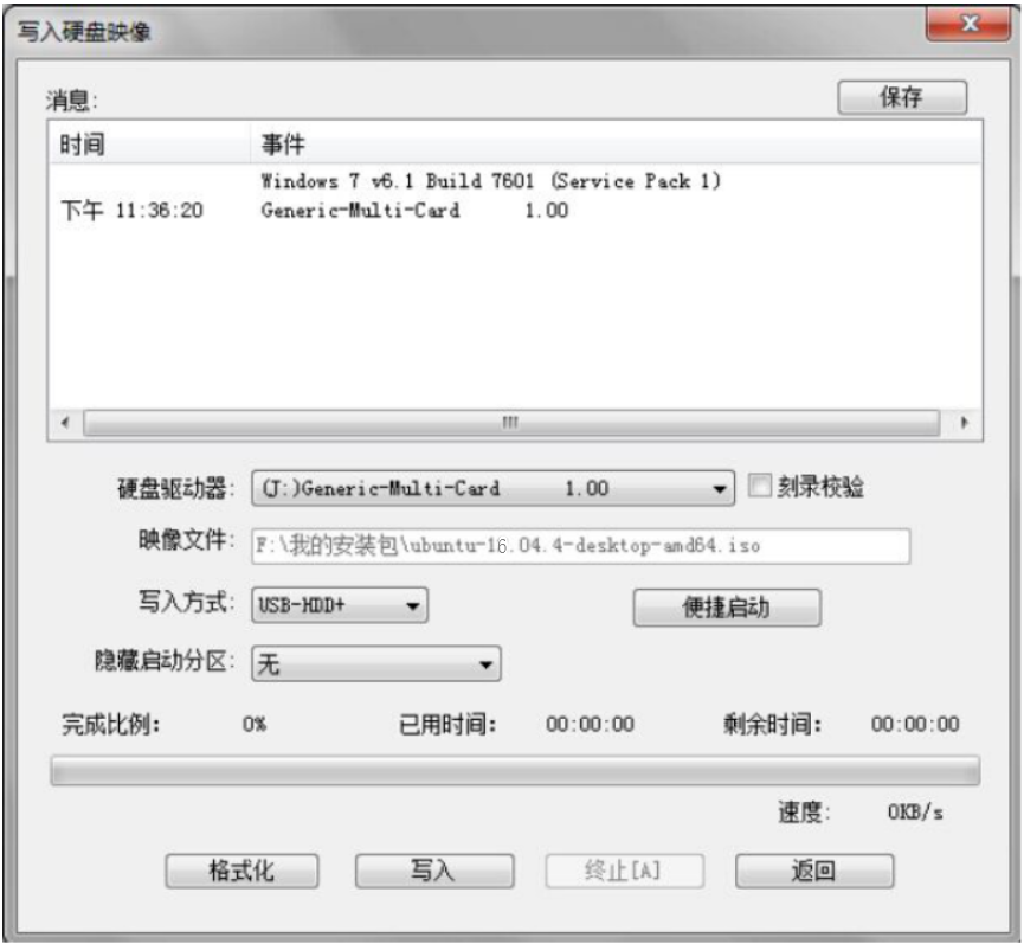 写入硬盘映像
消息:
保存
时间 事件
Windows 7 v6.1 Build 7601 (Service Pack 1)
下午 11:36:20 Generic-Multi-Card 1.00
硬盘驱动器: (J:)Generic-Multi-Card 1.00 刻录校验
映像文件: F:\我的安装包\ubuntu-16.04.4-desktop-amd64.iso
写入方式: USB-HDD+ 便捷启动
隐藏启动分区: 无
完成比例: 0% 已用时间: 00:00:00 剩余时间: 00:00:00
速度: 0KB/s
格式化 写入 终止[A] 返回